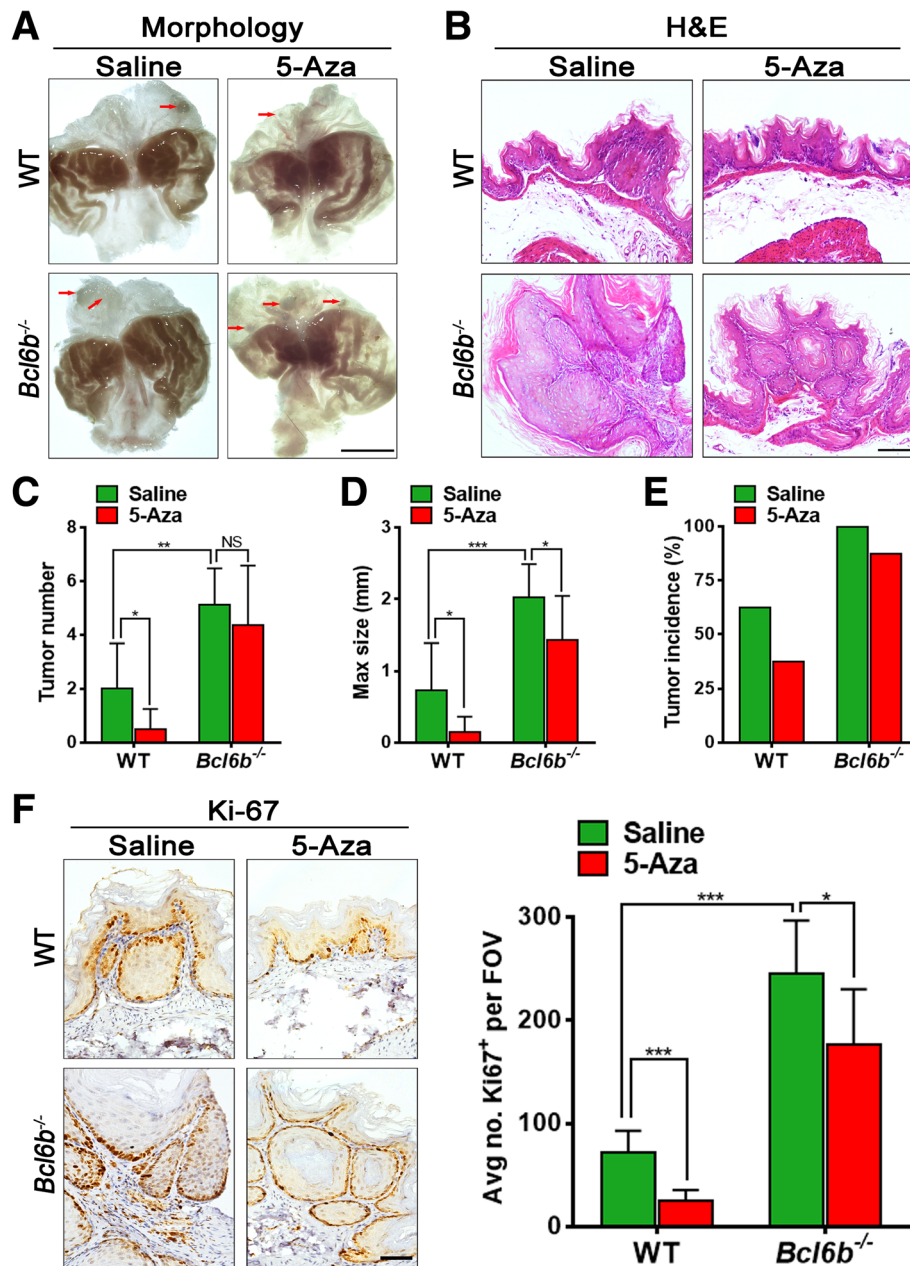 A
Morphology
Saline 5-Aza
WT
Bcl6b-/-
B
H&E
Saline 5-Aza
WT
Bcl6b-/-
C
Saline
5-Aza
Tumor number
8
6
4
2
0
**
NS
*
WT Bcl6b-/-
D
Saline
5-Aza
Max size (mm)
3
2
1
0
***
*
*
WT Bcl6b-/-
E
Saline
5-Aza
Tumor incidence (%)
100
75
50
25
0
WT Bcl6b-/-
F
Ki-67
Saline 5-Aza
WT
Bcl6b-/-
Saline
5-Aza
Avg no. Ki67+ per FOV
300
200
100
0
***
*
***
WT Bcl6b-/-